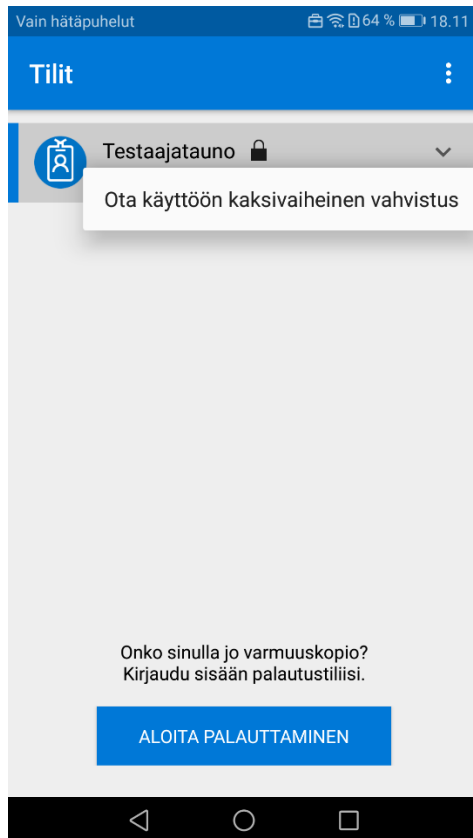 Vain hätäpuhelut 64 % 18.11
Tilit
Testaajatauno
Ota käyttöön kaksivaiheinen vahvistus
Onko sinulla jo varmuuskopio?
Kirjaudu sisään palautustiliisi.
ALOITA PALAUTTAMINEN